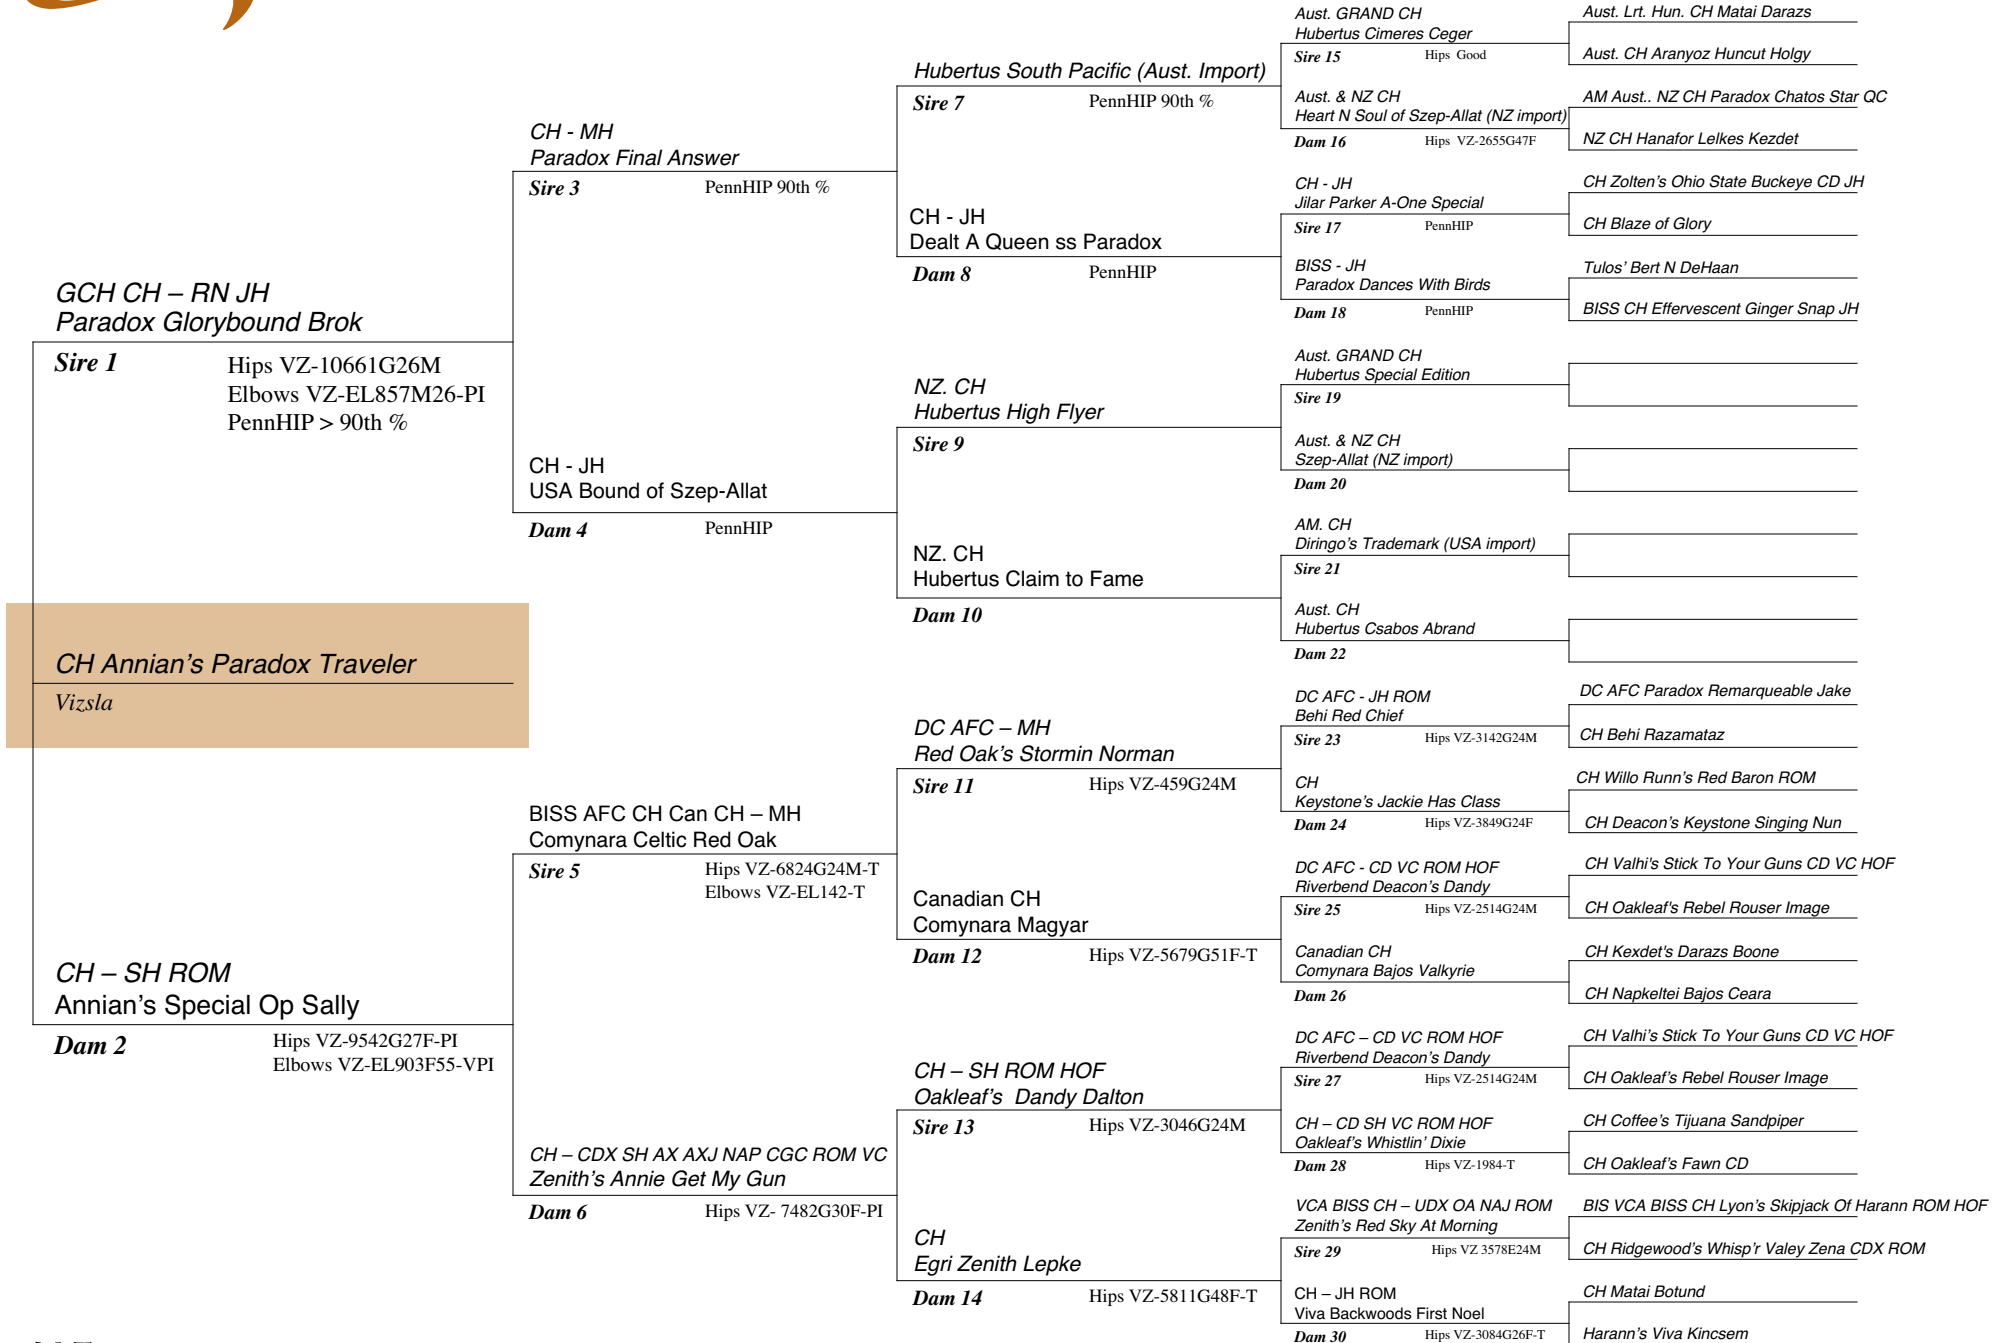 GCH CH – RN JH
Paradox Glorybound Brok
Sire 1
Hips VZ-10661G26M
Elbows VZ-EL857M26-PI
PennHIP > 90th %
CH Annian's Paradox Traveler
Vizsla
CH – SH ROM
Annian's Special Op Sally
Dam 2
Hips VZ-9542G27F-PI
Elbows VZ-EL903F55-VPI
CH - MH
Paradox Final Answer
Sire 3
PennHIP 90th %
CH - JH
USA Bound of Szep-Allat
Dam 4
PennHIP
BISS AFC CH Can CH – MH
Comynara Celtic Red Oak
Sire 5
Hips VZ-6824G24M-T
Elbows VZ-EL142-T
CH – CDX SH AX AXJ NAP CGC ROM VC
Zenith's Annie Get My Gun
Dam 6
Hips VZ- 7482G30F-PI
Hubertus South Pacific (Aust. Import)
Sire 7
PennHIP 90th %
CH - JH
Dealt A Queen ss Paradox
Dam 8
PennHIP
NZ. CH
Hubertus High Flyer
Sire 9
NZ. CH
Hubertus Claim to Fame
Dam 10
DC AFC – MH
Red Oak's Stormin Norman
Sire 11
Hips VZ-459G24M
Canadian CH
Comynara Magyar
Dam 12
Hips VZ-5679G51F-T
CH – SH ROM HOF
Oakleaf's  Dandy Dalton
Sire 13
Hips VZ-3046G24M
CH
Egri Zenith Lepke
Dam 14
Hips VZ-5811G48F-T
Aust. GRAND CH
Hubertus Cimeres Ceger
Sire 15
Hips  Good
Aust. & NZ CH
Heart N Soul of Szep-Allat (NZ import)
Dam 16
Hips  VZ-2655G47F
CH - JH
Jilar Parker A-One Special
Sire 17
PennHIP
BISS - JH
Paradox Dances With Birds
Dam 18
PennHIP
Aust. GRAND CH
Hubertus Special Edition
Sire 19
Aust. & NZ CH
Szep-Allat (NZ import)
Dam 20
AM. CH
Diringo's Trademark (USA import)
Sire 21
Aust. CH
Hubertus Csabos Abrand
Dam 22
DC AFC - JH ROM
Behi Red Chief
Sire 23
Hips VZ-3142G24M
CH
Keystone's Jackie Has Class
Dam 24
Hips VZ-3849G24F
DC AFC - CD VC ROM HOF
Riverbend Deacon's Dandy
Sire 25
Hips VZ-2514G24M
Canadian CH
Comynara Bajos Valkyrie
Dam 26
DC AFC – CD VC ROM HOF
Riverbend Deacon's Dandy
Sire 27
Hips VZ-2514G24M
CH – CD SH VC ROM HOF
Oakleaf's Whistlin' Dixie
Dam 28
Hips VZ-1984-T
VCA BISS CH – UDX OA NAJ ROM
Zenith's Red Sky At Morning
Sire 29
Hips VZ 3578E24M
CH – JH ROM
Viva Backwoods First Noel
Dam 30
Hips VZ-3084G26F-T
Aust. Lrt. Hun. CH Matai Darazs
Aust. CH Aranyoz Huncut Holgy
AM Aust.. NZ CH Paradox Chatos Star QC
NZ CH Hanafor Lelkes Kezdet
CH Zolten's Ohio State Buckeye CD JH
CH Blaze of Glory
Tulos' Bert N DeHaan
BISS CH Effervescent Ginger Snap JH
DC AFC Paradox Remarqueable Jake
CH Behi Razamataz
CH Willo Runn's Red Baron ROM
CH Deacon's Keystone Singing Nun
CH Valhi's Stick To Your Guns CD VC HOF
CH Oakleaf's Rebel Rouser Image
CH Kexdet's Darazs Boone
CH Napkeltei Bajos Ceara
CH Valhi's Stick To Your Guns CD VC HOF
CH Oakleaf's Rebel Rouser Image
CH Coffee's Tijuana Sandpiper
CH Oakleaf's Fawn CD
BIS VCA BISS CH Lyon's Skipjack Of Harann ROM HOF
CH Ridgewood's Whisp'r Valey Zena CDX ROM
CH Matai Botund
Harann's Viva Kincsem